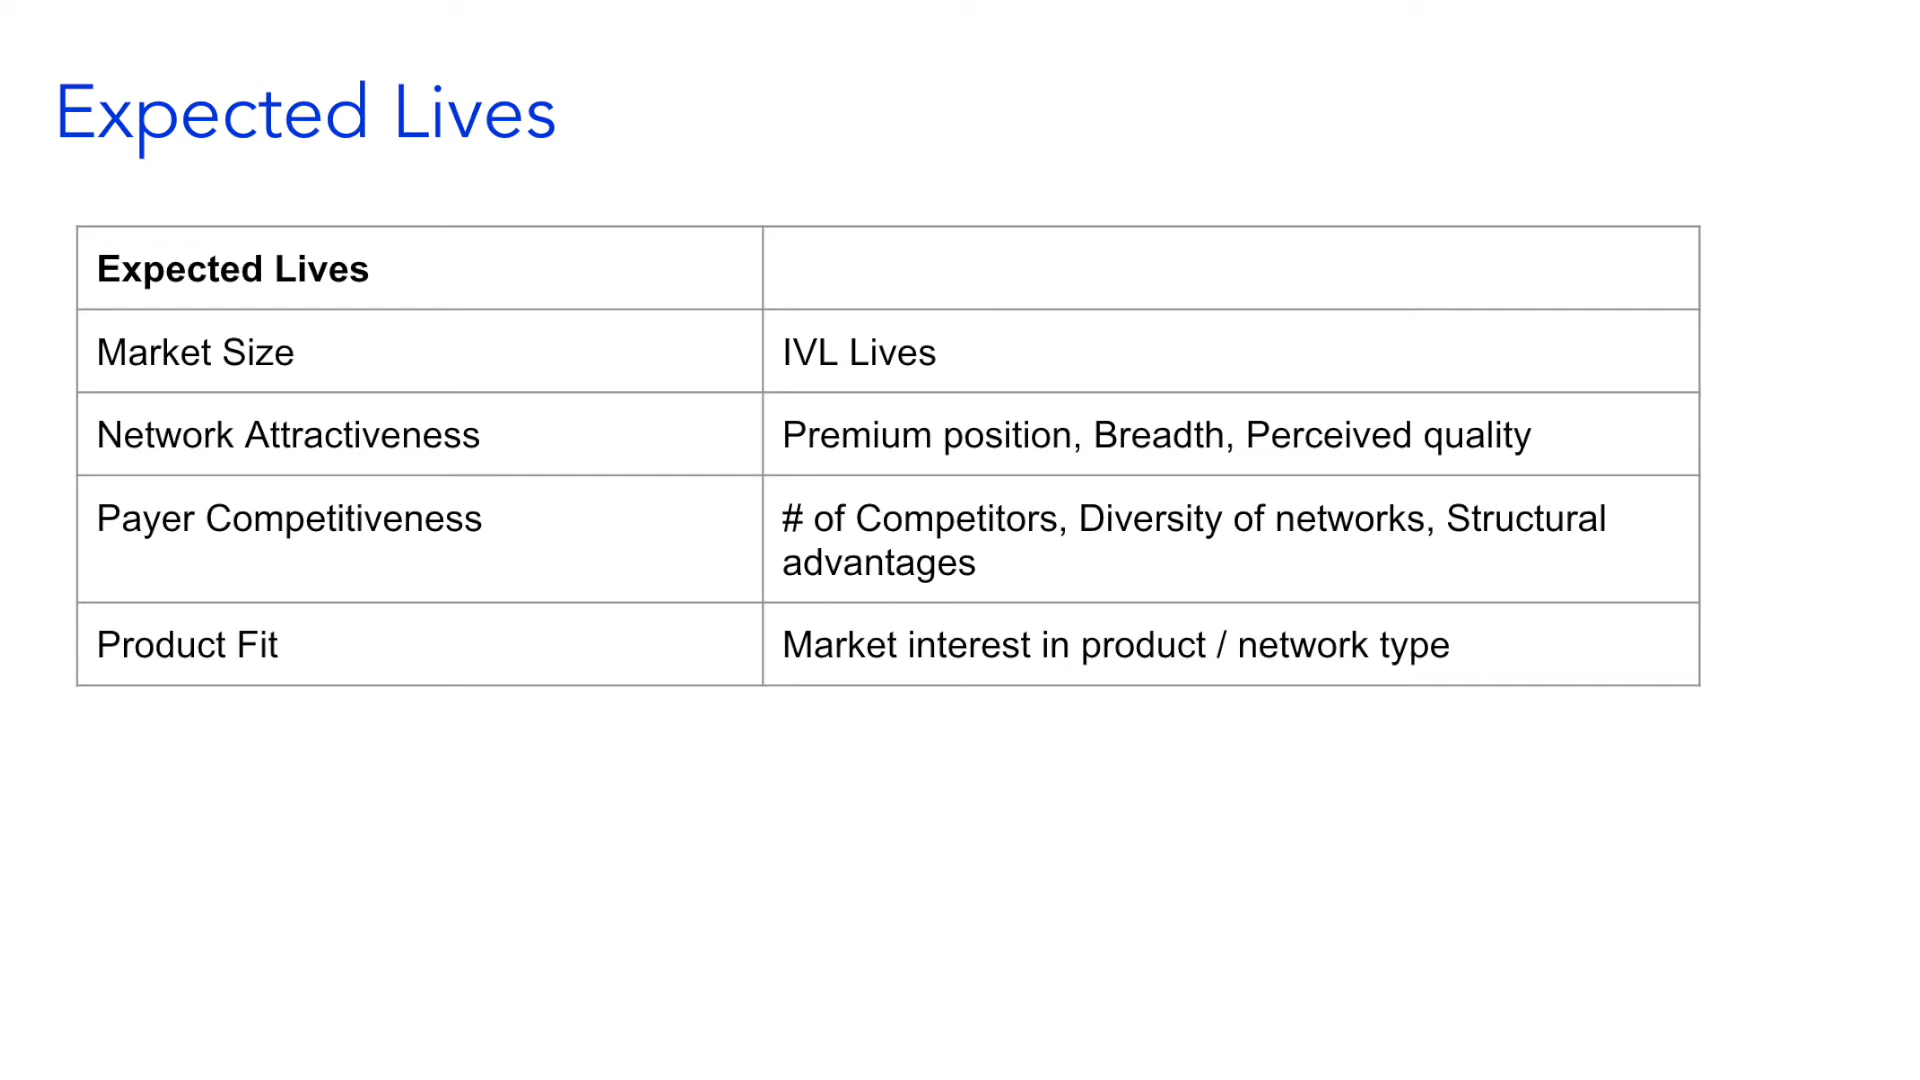 Expected Lives
Expected Lives
Market Size
IVL Lives
Network Attractiveness
Premium position, Breadth, Perceived quality
Payer Competitiveness
# of Competitors, Diversity of networks, Structural
advantages
Product Fit
Market interest in product / network type